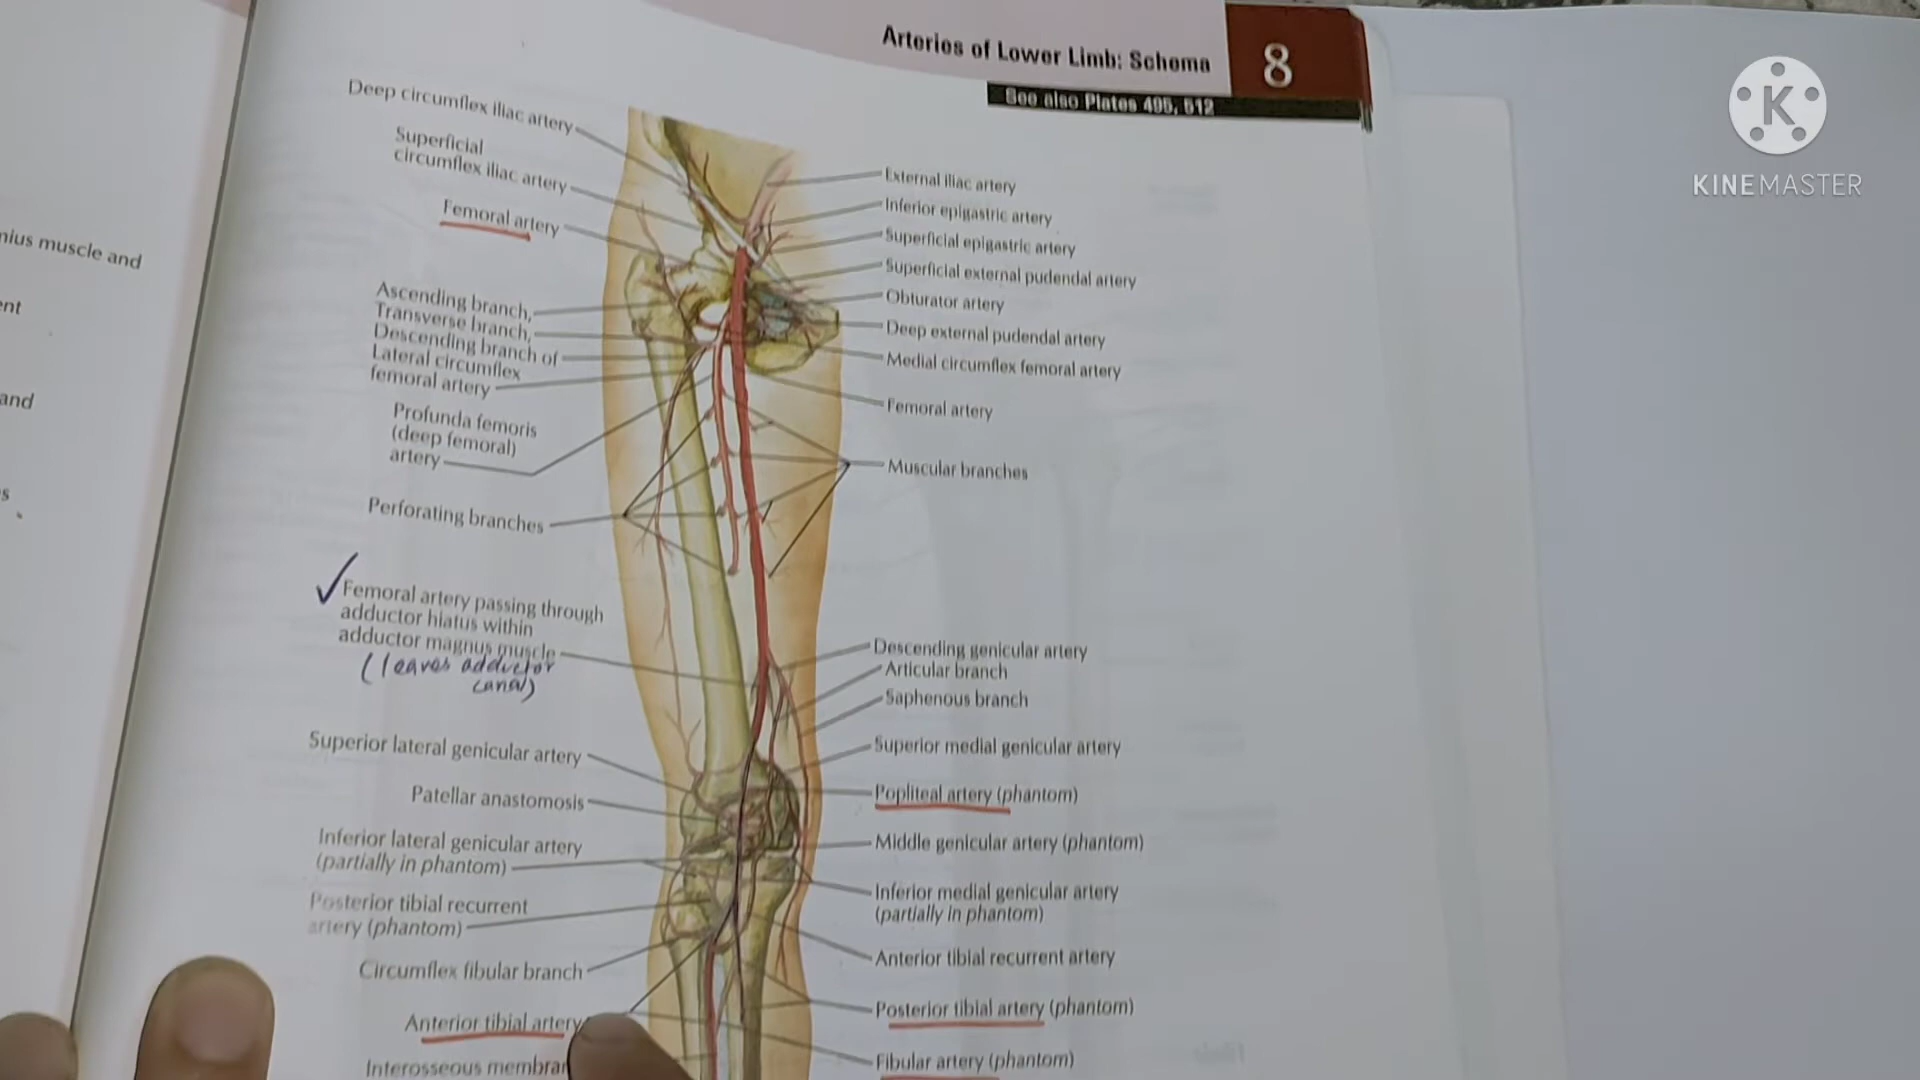 Arteries of Lower Limb: Schema
8
See also Plates 495, 512
K
KINEMASTER
nius muscle and
ent
and
Deep circumflex iliac artery
Superficial
circumflex iliac artery
Femoral artery
Ascending branch,
Transverse branch,
Descending branch of
Lateral circumflex
femoral artery
Profunda femoris
(deep femoral)
artery
Perforating branches
Femoral artery passing through
adductor hiatus within
adductor magnus muscle
(leaves adductor
canal)
Superior lateral genicular artery
Patellar anastomosis
Inferior lateral genicular artery
(partially in phantom)
Posterior tibial recurrent
artery (phantom)
Circumflex fibular branch
Anterior tibial artery
Interosseous membran
External iliac artery
Inferior epigastric artery
Superficial epigastric artery
Superficial external pudendal artery
Obturator artery
Deep external pudendal artery
Medial circumflex femoral artery
Femoral artery
Muscular branches
Descending genicular artery
Articular branch
Saphenous branch
Superior medial genicular artery
Popliteal artery (phantom)
Middle genicular artery (phantom)
Inferior medial genicular artery
(partially in phantom)
Anterior tibial recurrent artery
Posterior tibial artery (phantom)
Fibular artery (phantom)